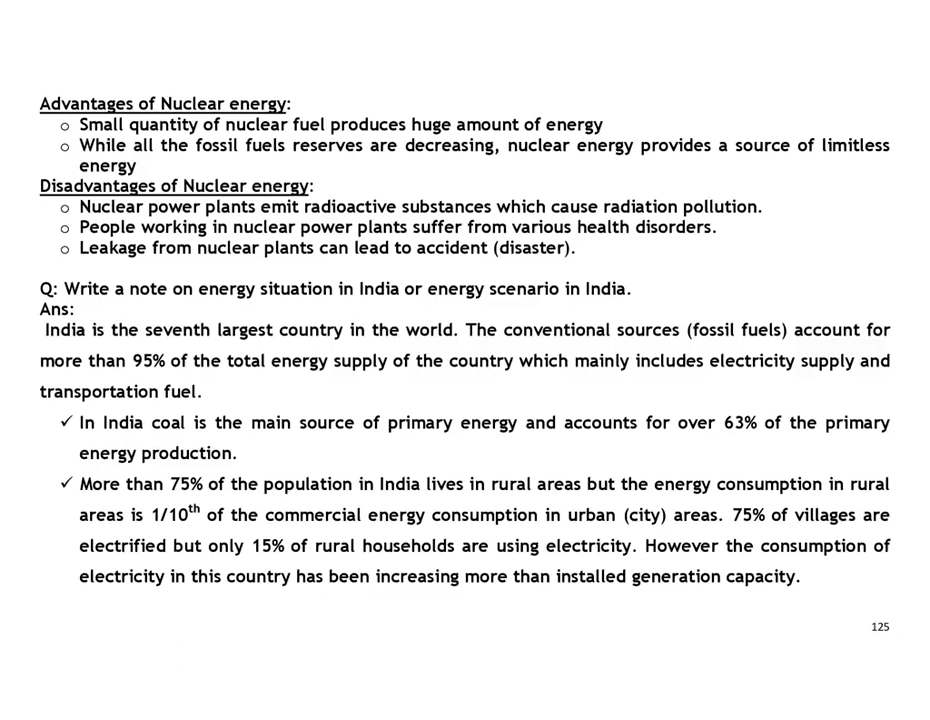 Advantages of Nuclear energy:
o Small quantity of nuclear fuel produces huge amount of energy
o While all the fossil fuels reserves are decreasing, nuclear energy provides a source of limitless
energy
Disadvantages of Nuclear energy:
o Nuclear power plants emit radioactive substances which cause radiation pollution.
o People working in nuclear power plants suffer from various health disorders.
o Leakage from nuclear plants can lead to accident (disaster).
Q: Write a note on energy situation in India or energy scenario in India.
Ans:
India is the seventh largest country in the world. The conventional sources (fossil fuels) account for
more than 95% of the total energy supply of the country which mainly includes electricity supply and
transportation fuel.
✓ In India coal is the main source of primary energy and accounts for over 63% of the primary
energy production.
✓ More than 75% of the population in India lives in rural areas but the energy consumption in rural
areas is 1/10th of the commercial energy consumption in urban (city) areas. 75% of villages are
electrified but only 15% of rural households are using electricity. However the consumption of
electricity in this country has been increasing more than installed generation capacity.
125